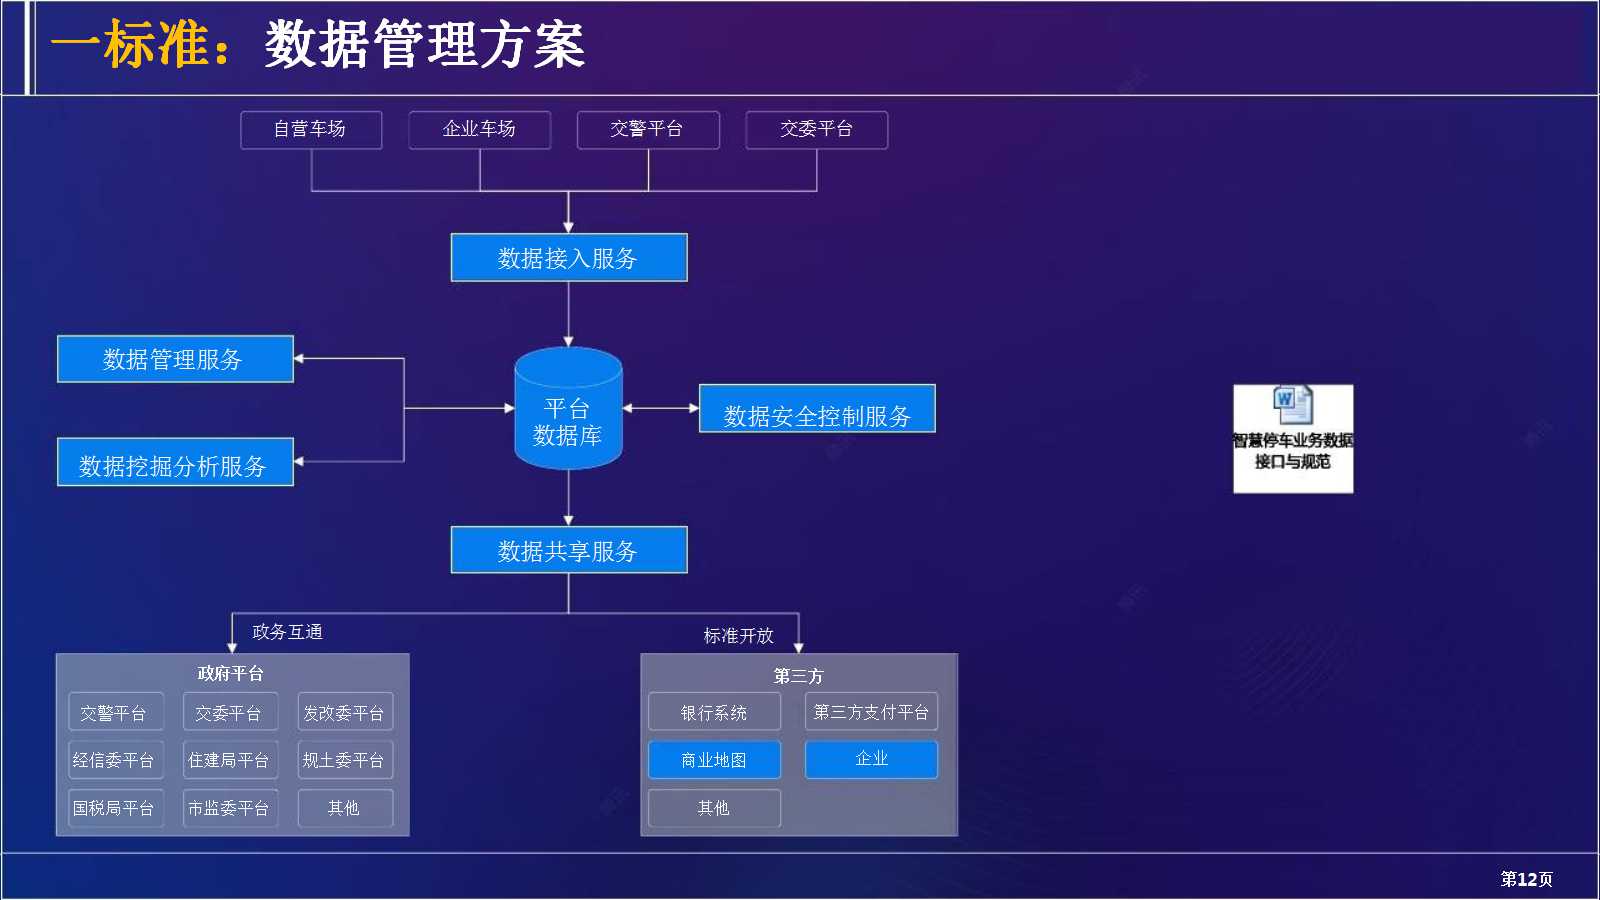 一标准：数据管理方案
自营车场
企业车场
交警平台
交委平台
数据接入服务
数据管理服务
平台
数据库
数据安全控制服务
数据挖掘分析服务
智慧停车业务数据
接口与规范
数据共享服务
政务互通
标准开放
政府平台
交警平台
交委平台
发改委平台
经信委平台
住建局平台
规土委平台
国税局平台
市监委平台
其他
第三方
银行系统
第三方支付平台
商业地图
企业
其他
第12页